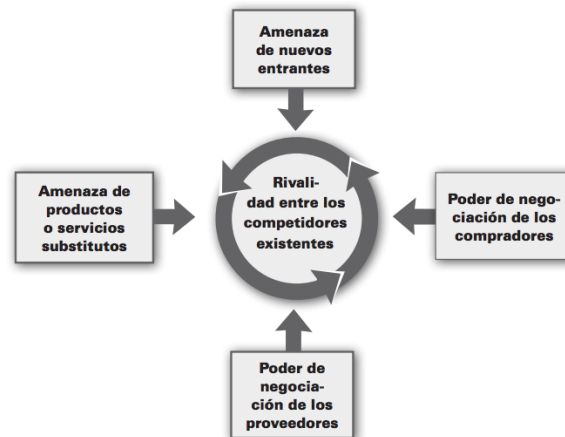 Amenaza
de nuevos
entrantes
Amenaza de
productos
o servicios
substitutos
Rivali-
dad entre los
competidores
existentes
Poder de nego-
ciación de los
compradores
Poder de
negocia-
ción de los
proveedores